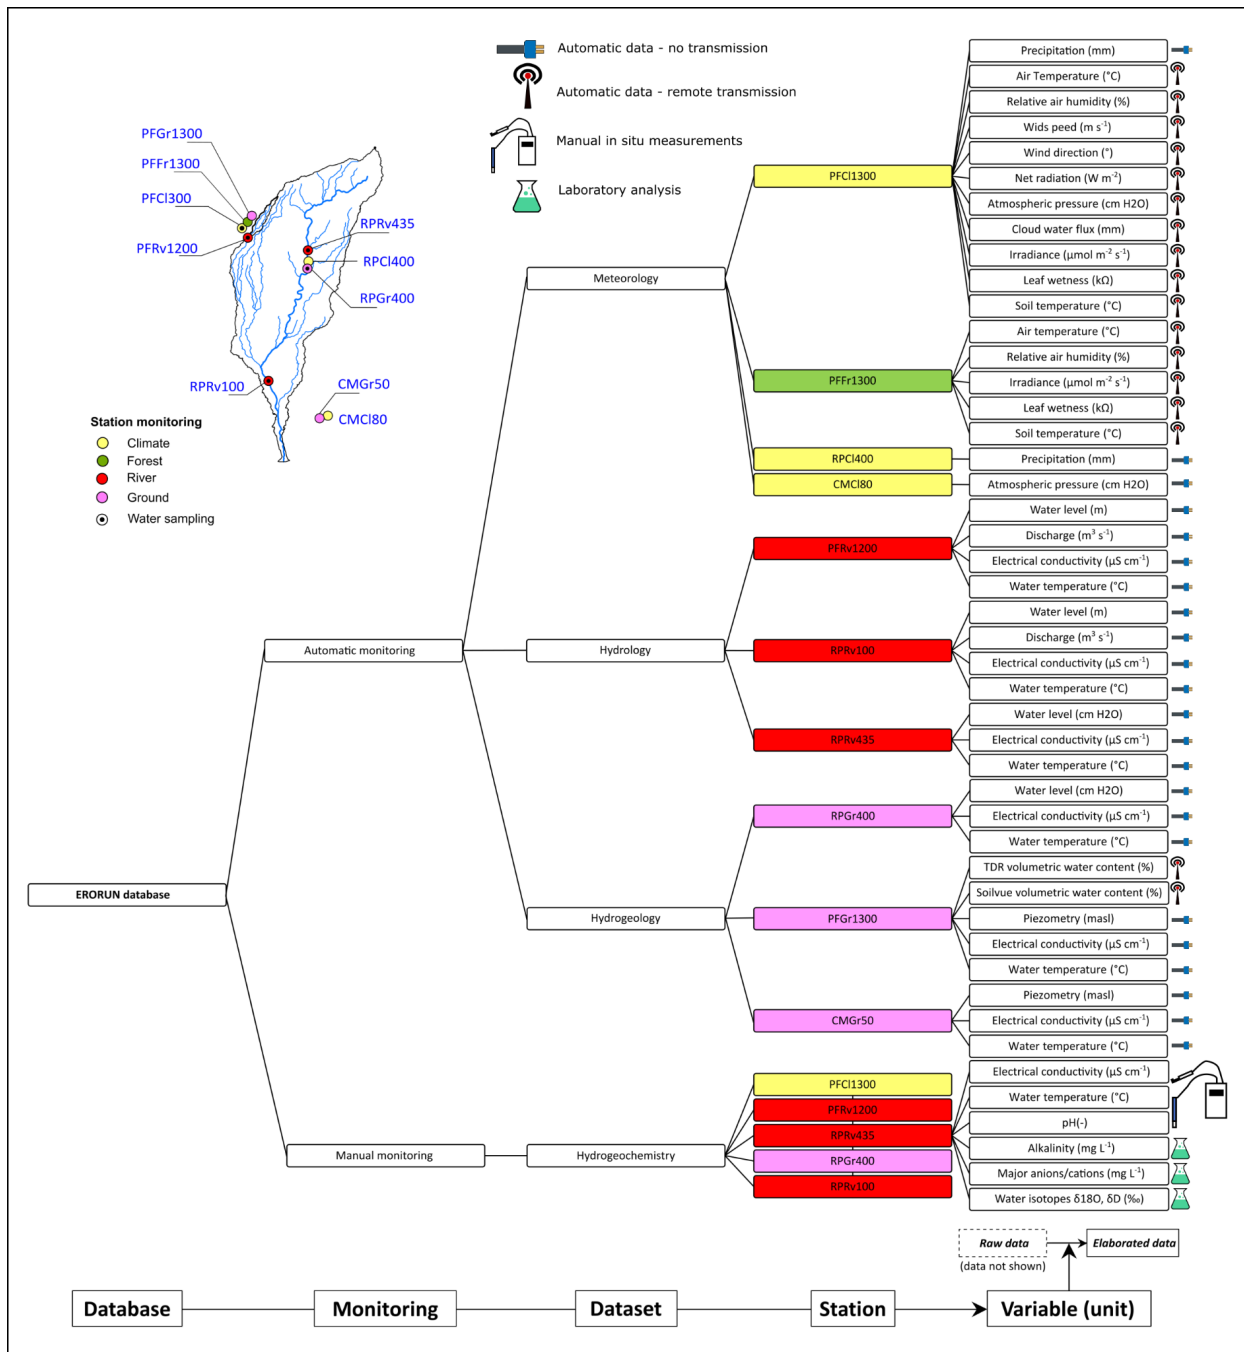 Automatic data - no transmission
Automatic data - remote transmission
Manual in situ measurements
Laboratory analysis
PFGr1300
PFFr1300
PFCl300
PFRv1200
RPRv435
RPCl400
RPGr400
RPRv100
CMGr50
CMCl80
Station monitoring
Climate
Forest
River
Ground
Water sampling
ERORUN database
Automatic monitoring
Manual monitoring
Meteorology
Hydrology
Hydrogeology
Hydrogeochemistry
PFCl1300
Precipitation (mm)
Air Temperature (°C)
Relative air humidity (%)
Wids peed (m s⁻¹)
Wind direction (°)
Net radiation (W m⁻²)
Atmospheric pressure (cm H2O)
Cloud water flux (mm)
Irradiance (µmol m⁻² s⁻¹)
Leaf wetness (kΩ)
Soil temperature (°C)
PFFr1300
Air temperature (°C)
Relative air humidity (%)
Irradiance (µmol m⁻² s⁻¹)
Leaf wetness (kΩ)
Soil temperature (°C)
RPCl400
Precipitation (mm)
CMCl80
Atmospheric pressure (cm H2O)
PFRv1200
Water level (m)
Discharge (m³ s⁻¹)
Electrical conductivity (µS cm⁻¹)
Water temperature (°C)
RPRv100
Water level (m)
Discharge (m³ s⁻¹)
Electrical conductivity (µS cm⁻¹)
Water temperature (°C)
RPRv435
Water level (cm H2O)
Electrical conductivity (µS cm⁻¹)
Water temperature (°C)
RPGr400
Water level (cm H2O)
Electrical conductivity (µS cm⁻¹)
Water temperature (°C)
PFGr1300
TDR volumetric water content (%)
Soilvue volumetric water content (%)
Piezometry (masl)
Electrical conductivity (µS cm⁻¹)
Water temperature (°C)
CMGr50
Piezometry (masl)
Electrical conductivity (µS cm⁻¹)
Water temperature (°C)
PFCl1300
PFRv1200
RPRv435
RPGr400
RPRv100
Electrical conductivity (µS cm⁻¹)
Water temperature (°C)
pH(-)
Alkalinity (mg L⁻¹)
Major anions/cations (mg L⁻¹)
Water isotopes δ18O, δD (‰)
Raw data
(data not shown)
Elaborated data
Database
Monitoring
Dataset
Station
Variable (unit)